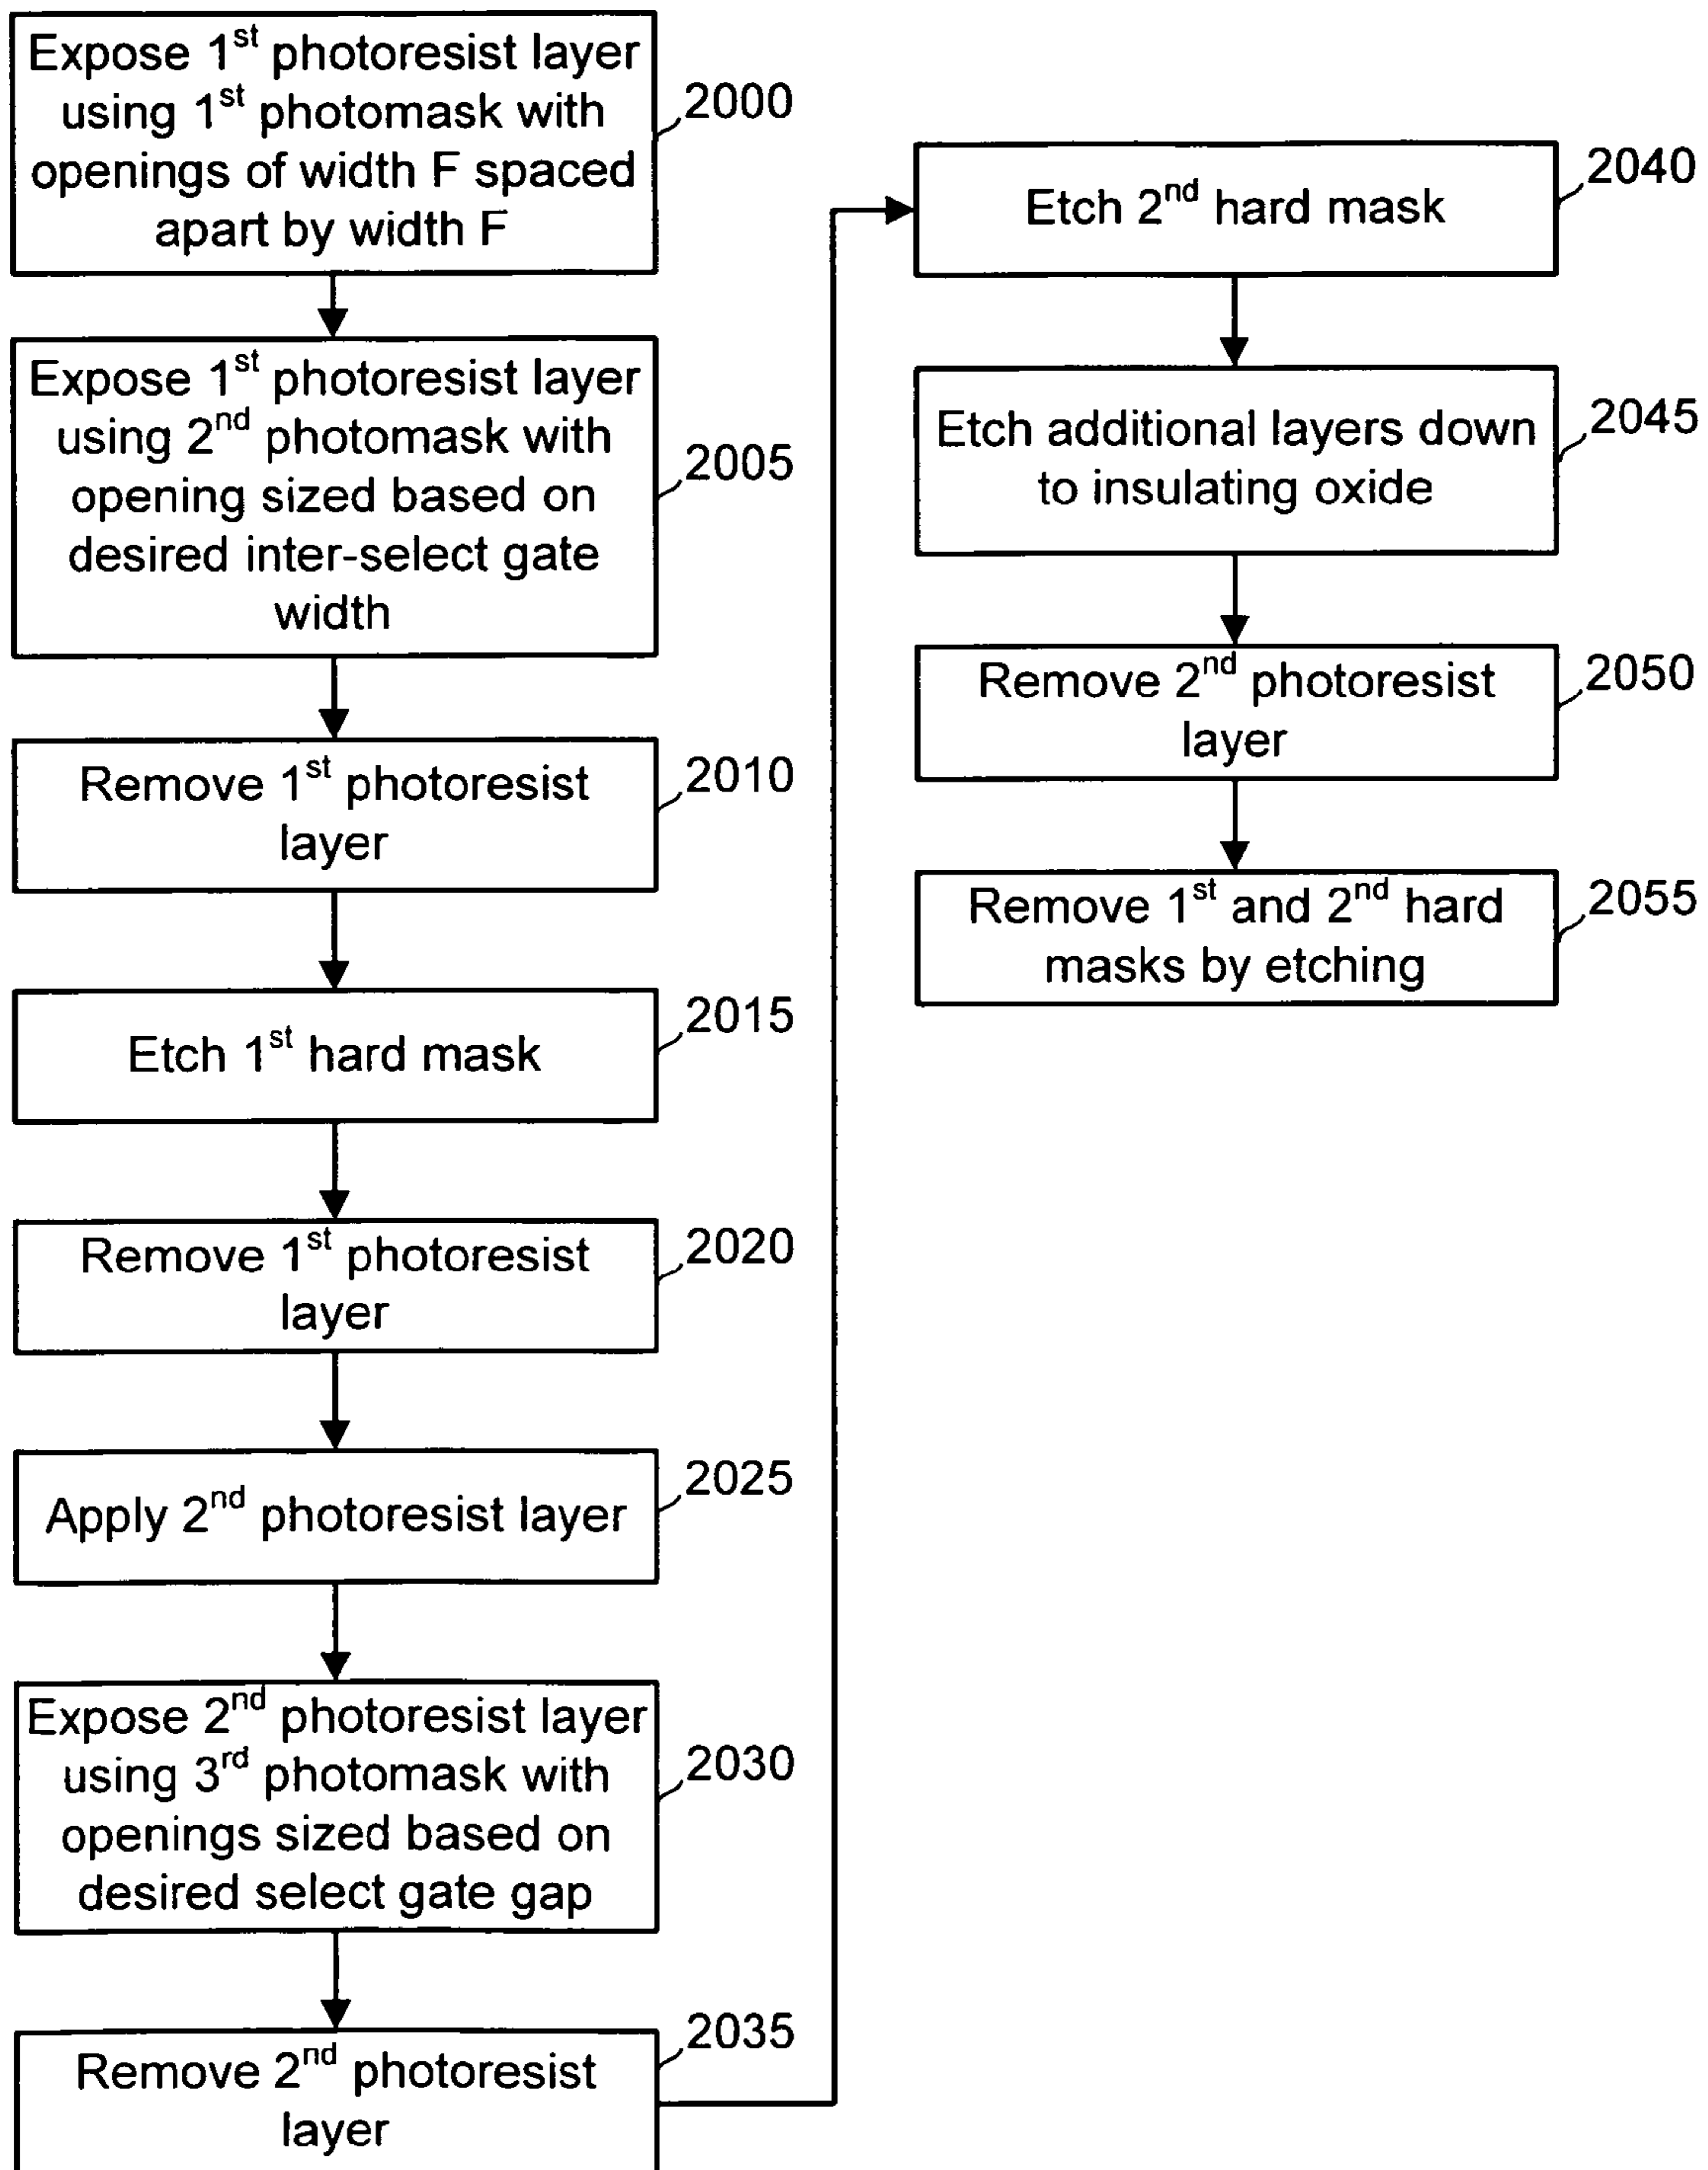 Expose 1st photoresist layer
using 1st photomask with
openings of width F spaced
apart by width F
2000
Expose 1st photoresist layer
using 2nd photomask with
opening sized based on
desired inter-select gate
width
2005
Remove 1st photoresist
layer
2010
Etch 1st hard mask
2015
Remove 1st photoresist
layer
2020
Apply 2nd photoresist layer
2025
Expose 2nd photoresist layer
using 3rd photomask with
openings sized based on
desired select gate gap
2030
Remove 2nd photoresist
layer
2035
Etch 2nd hard mask
2040
Etch additional layers down
to insulating oxide
2045
Remove 2nd photoresist
layer
2050
Remove 1st and 2nd hard
masks by etching
2055